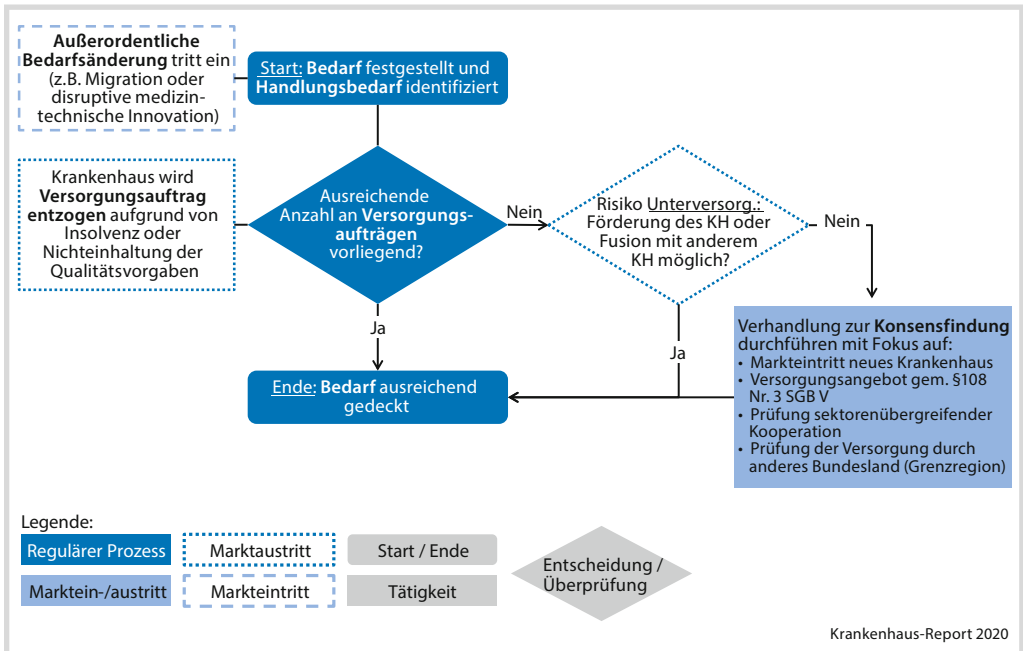 Außerordentliche
Bedarfsänderung tritt ein
(z.B. Migration oder
disruptive medizin-
technische Innovation)
Start: Bedarf festgestellt und
Handlungsbedarf identifiziert
Krankenhaus wird
Versorgungsauftrag
entzogen aufgrund von
Insolvenz oder
Nichteinhaltung der
Qualitätsvorgaben
Ausreichende
Anzahl an Versorgungs-
aufträgen
vorliegend?
Nein
Risiko Unterversorg.:
Förderung des KH oder
Fusion mit anderem
KH möglich?
Nein
Ja
Ja
Verhandlung zur Konsensfindung
durchführen mit Fokus auf:
• Markteintritt neues Krankenhaus
• Versorgungsangebot gem. §108
Nr. 3 SGB V
• Prüfung sektorenübergreifender
Kooperation
• Prüfung der Versorgung durch
anderes Bundesland (Grenzregion)
Ende: Bedarf ausreichend
gedeckt
Legende:
Regulärer Prozess
Marktaustritt
Start / Ende
Entscheidung /
Überprüfung
Marktein-/austritt
Markteintritt
Tätigkeit
Krankenhaus-Report 2020